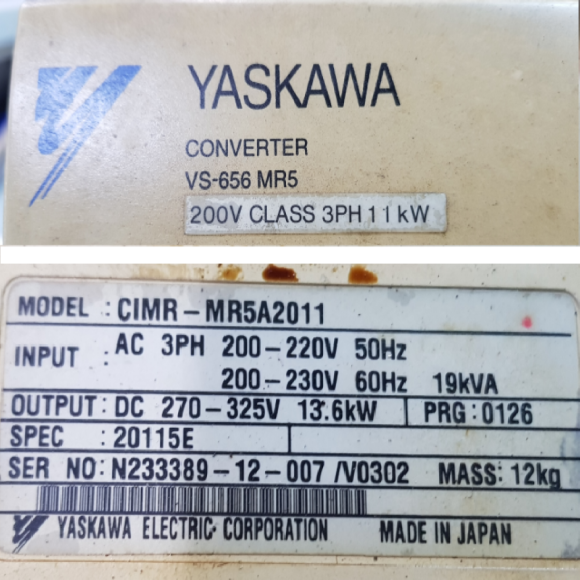 YASKAWA
CONVERTER
VS-656 MR5
200V CLASS 3PH 11kW
MODEL : CIMR-MR5A2011
INPUT : AC 3PH 200-220V 50Hz
200-230V 60Hz 19kVA
OUTPUT: DC 270-325V 13.6kW PRG:0126
SPEC : 20115E
SER NO: N233389-12-007 /V0302 MASS: 12kg
YASKAWA ELECTRIC CORPORATION MADE IN JAPAN